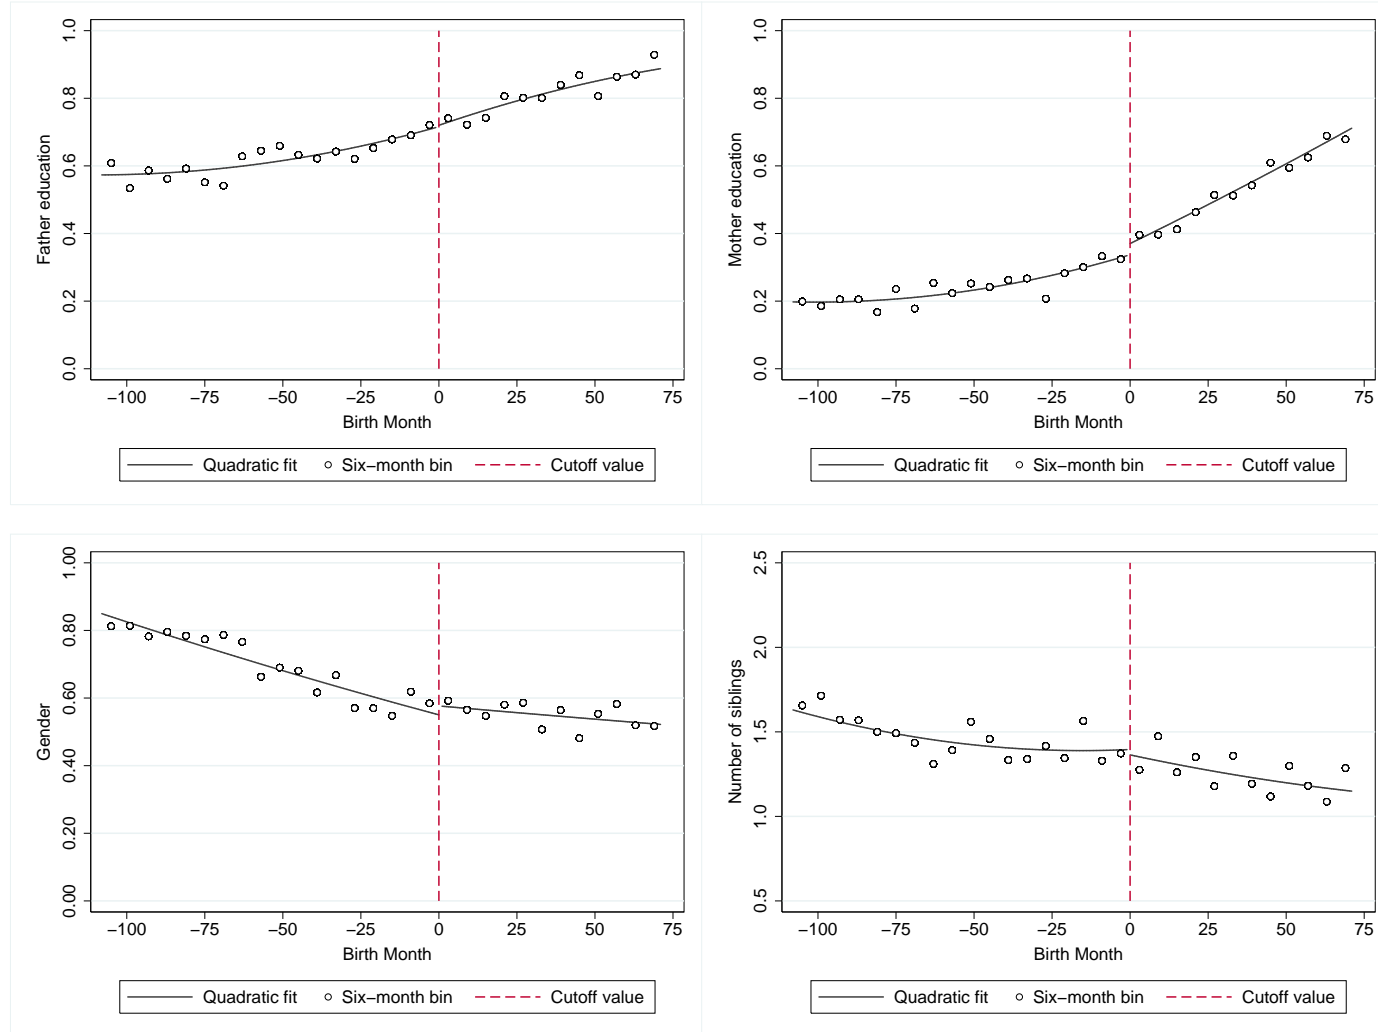 Father education
0.0
0.2
0.4
0.6
0.8
1.0
−100 −75 −50 −25 0 25 50 75
Birth Month
Quadratic fit Six−month bin Cutoff value
Mother education
0.0
0.2
0.4
0.6
0.8
1.0
−100 −75 −50 −25 0 25 50 75
Birth Month
Quadratic fit Six−month bin Cutoff value
Gender
0.00
0.20
0.40
0.60
0.80
1.00
−100 −75 −50 −25 0 25 50 75
Birth Month
Quadratic fit Six−month bin Cutoff value
Number of siblings
0.5
1.0
1.5
2.0
2.5
−100 −75 −50 −25 0 25 50 75
Birth Month
Quadratic fit Six−month bin Cutoff value